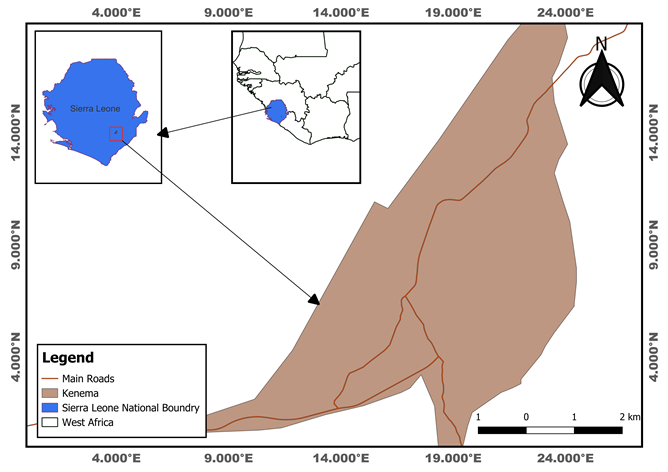 4.000°E 9.000°E 14.000°E 19.000°E 24.000°E
N
Sierra Leone
14.000°N 14.000°N
9.000°N 9.000°N
4.000°N 4.000°N
Legend
Main Roads
Kenema
Sierra Leone National Boundry
West Africa
1 0 1 2 km
4.000°E 9.000°E 14.000°E 19.000°E 24.000°E